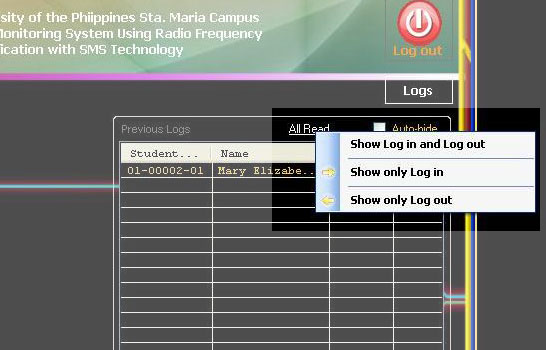 sity of the Philippines Sta. Maria Campus
Monitoring System Using Radio Frequency
fication with SMS Technology
Log out
Logs
Previous Logs
All Read
Auto-hide
Student... Name
01-00002-01 Mary Elizabe..
Show Log in and Log out
Show only Log in
Show only Log out